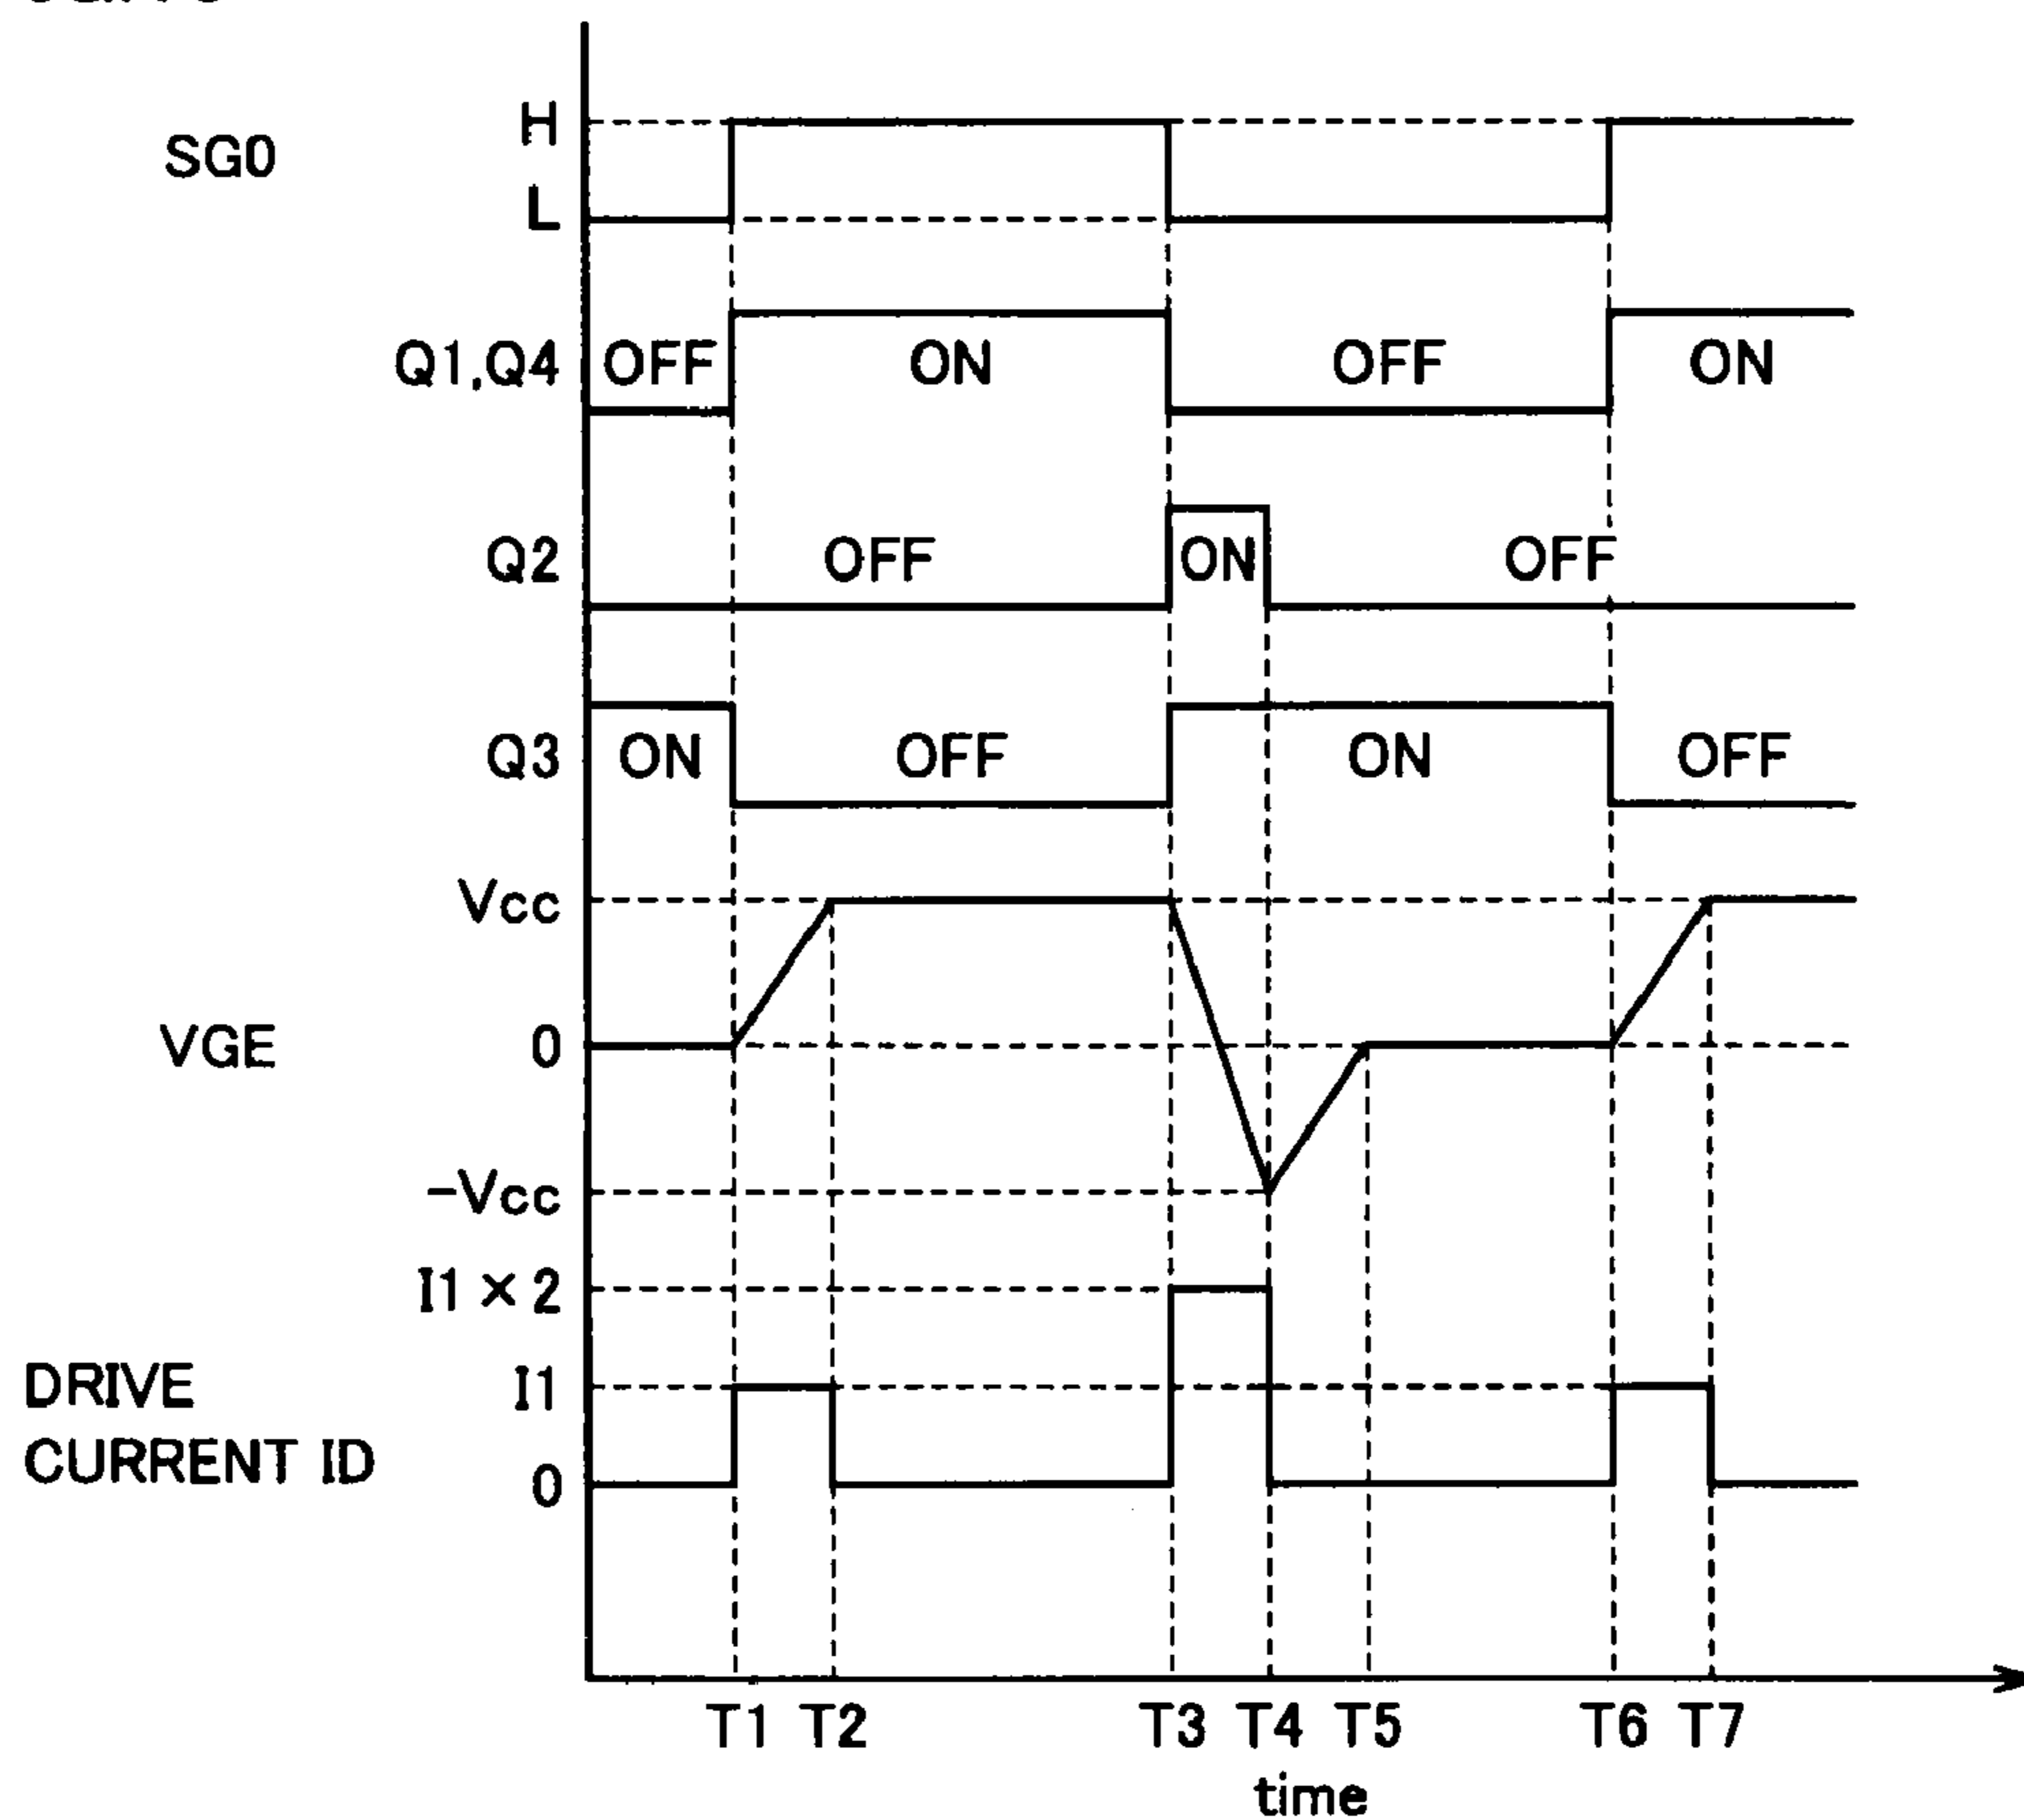 H
SG0
L
Q1,Q4 OFF ON OFF ON
Q2 OFF ON OFF
Q3 ON OFF ON OFF
Vcc
VGE 0
-Vcc
I1 × 2
DRIVE I1
CURRENT ID 0
T1 T2 T3 T4 T5 T6 T7
time